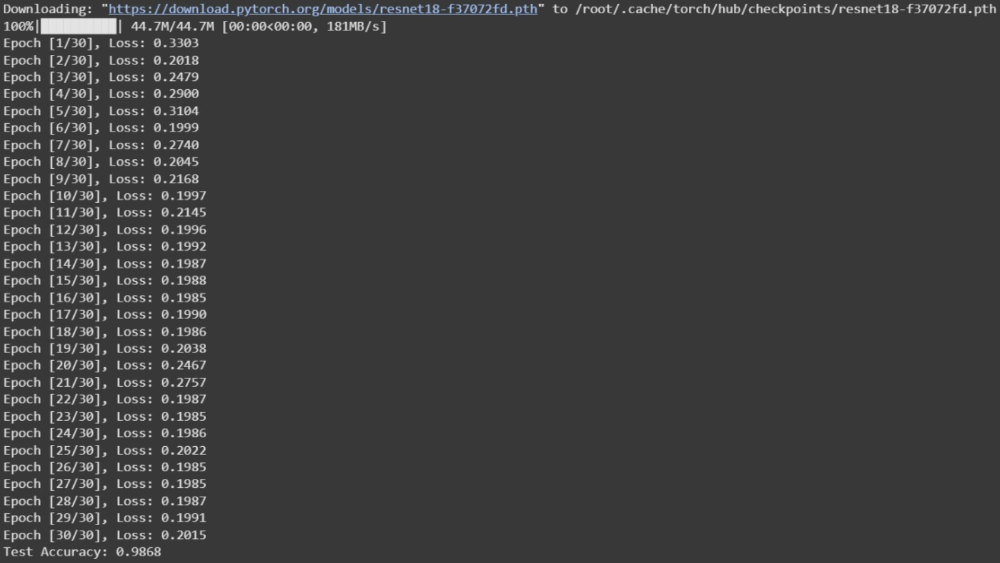 Downloading: "https://download.pytorch.org/models/resnet18-f37072fd.pth" to /root/.cache/torch/hub/checkpoints/resnet18-f37072fd.pth
100%|██████████| 44.7M/44.7M [00:00<00:00, 181MB/s]
Epoch [1/30], Loss: 0.3303
Epoch [2/30], Loss: 0.2018
Epoch [3/30], Loss: 0.2479
Epoch [4/30], Loss: 0.2900
Epoch [5/30], Loss: 0.3104
Epoch [6/30], Loss: 0.1999
Epoch [7/30], Loss: 0.2740
Epoch [8/30], Loss: 0.2045
Epoch [9/30], Loss: 0.2168
Epoch [10/30], Loss: 0.1997
Epoch [11/30], Loss: 0.2145
Epoch [12/30], Loss: 0.1996
Epoch [13/30], Loss: 0.1992
Epoch [14/30], Loss: 0.1987
Epoch [15/30], Loss: 0.1988
Epoch [16/30], Loss: 0.1985
Epoch [17/30], Loss: 0.1990
Epoch [18/30], Loss: 0.1986
Epoch [19/30], Loss: 0.2038
Epoch [20/30], Loss: 0.2467
Epoch [21/30], Loss: 0.2757
Epoch [22/30], Loss: 0.1987
Epoch [23/30], Loss: 0.1985
Epoch [24/30], Loss: 0.1986
Epoch [25/30], Loss: 0.2022
Epoch [26/30], Loss: 0.1985
Epoch [27/30], Loss: 0.1985
Epoch [28/30], Loss: 0.1987
Epoch [29/30], Loss: 0.1991
Epoch [30/30], Loss: 0.2015
Test Accuracy: 0.9868